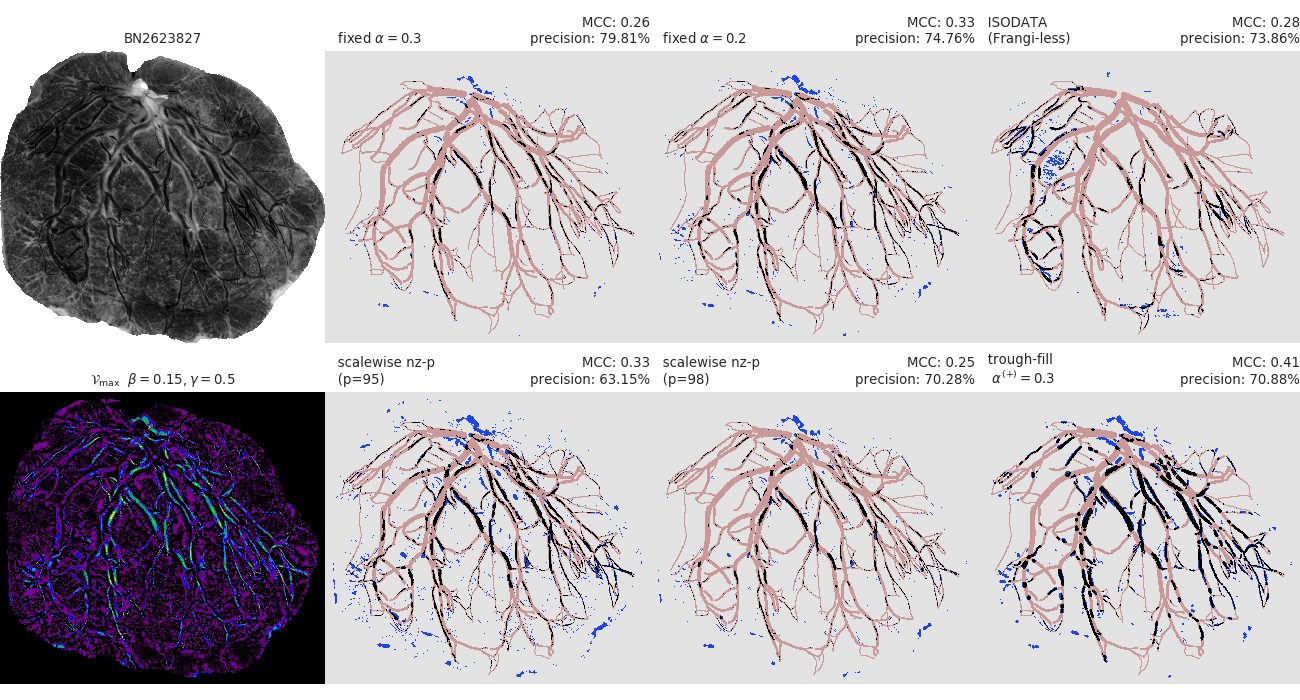 BN2623827
fixed α = 0.3
MCC: 0.26
precision: 79.81%
fixed α = 0.2
MCC: 0.33
precision: 74.76%
ISODATA
(Frangi-less)
MCC: 0.28
precision: 73.86%
𝒱max β = 0.15, γ = 0.5
scalewise nz-p
(p=95)
MCC: 0.33
precision: 63.15%
scalewise nz-p
(p=98)
MCC: 0.25
precision: 70.28%
trough-fill
α(+) = 0.3
MCC: 0.41
precision: 70.88%